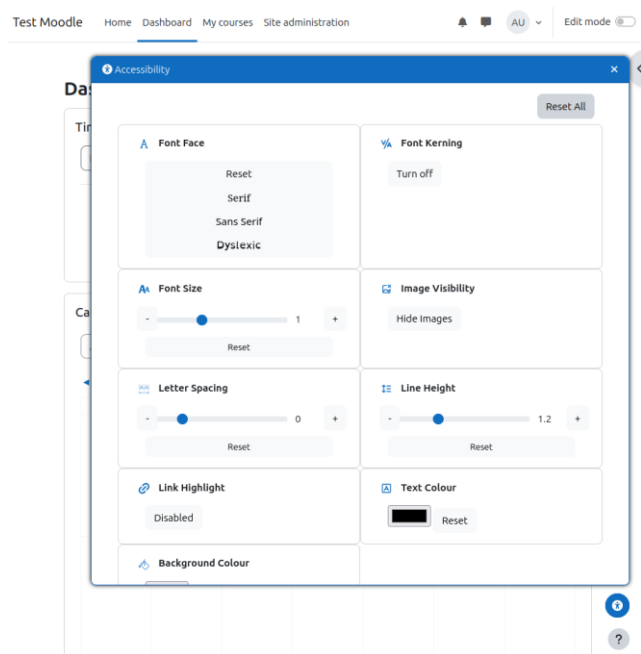 Test Moodle Home Dashboard My courses Site administration AU Edit mode
Accessibility ×
Reset All
Font Face
Reset
Serif
Sans Serif
Dyslexic
Font Kerning
Turn off
Font Size
- 1 +
Reset
Image Visibility
Hide Images
Letter Spacing
- 0 +
Reset
Line Height
- 1.2 +
Reset
Link Highlight
Disabled
Text Colour
Reset
Background Colour
?